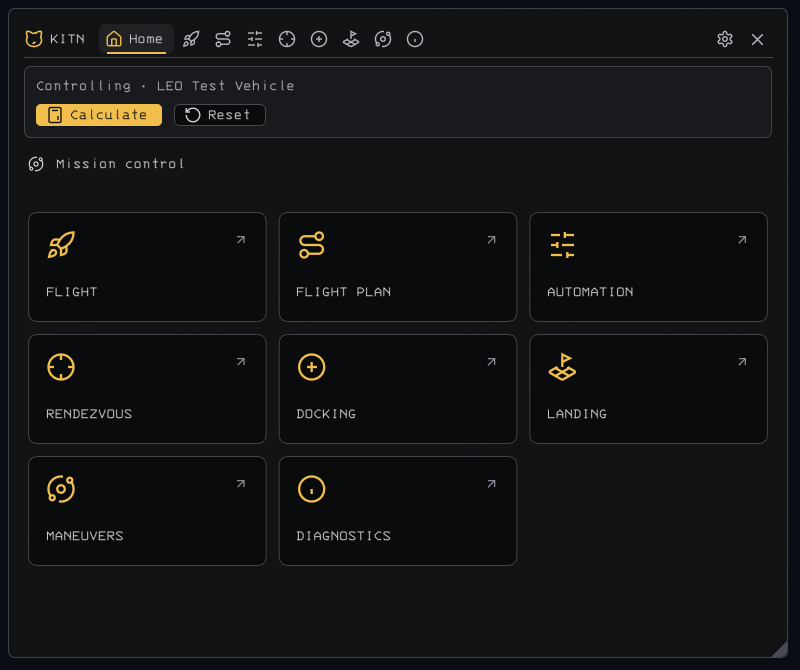 KITN Home
Controlling · LEO Test Vehicle
Calculate Reset
Mission control
FLIGHT FLIGHT PLAN AUTOMATION
RENDEZVOUS DOCKING LANDING
MANEUVERS DIAGNOSTICS